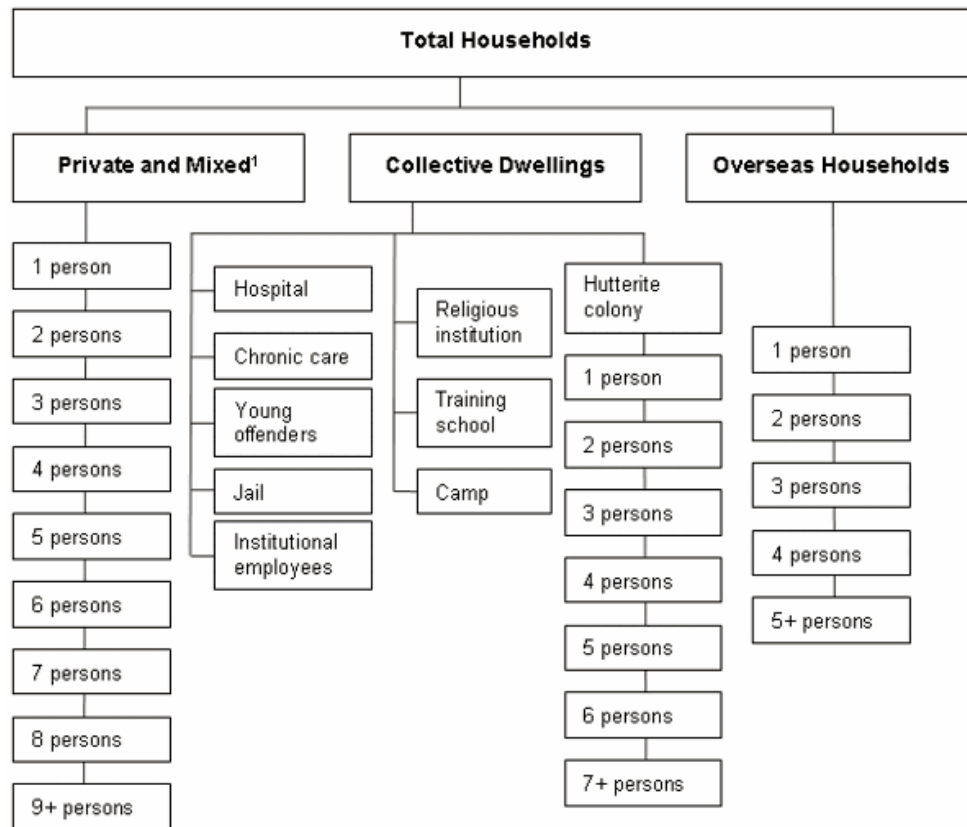 Total Households
Private and Mixed¹
1 person
2 persons
3 persons
4 persons
5 persons
6 persons
7 persons
8 persons
9+ persons
Collective Dwellings
Hospital
Chronic care
Young
offenders
Jail
Institutional
employees
Religious
institution
Training
school
Camp
Hutterite
colony
1 person
2 persons
3 persons
4 persons
5 persons
6 persons
7+ persons
Overseas Households
1 person
2 persons
3 persons
4 persons
5+ persons